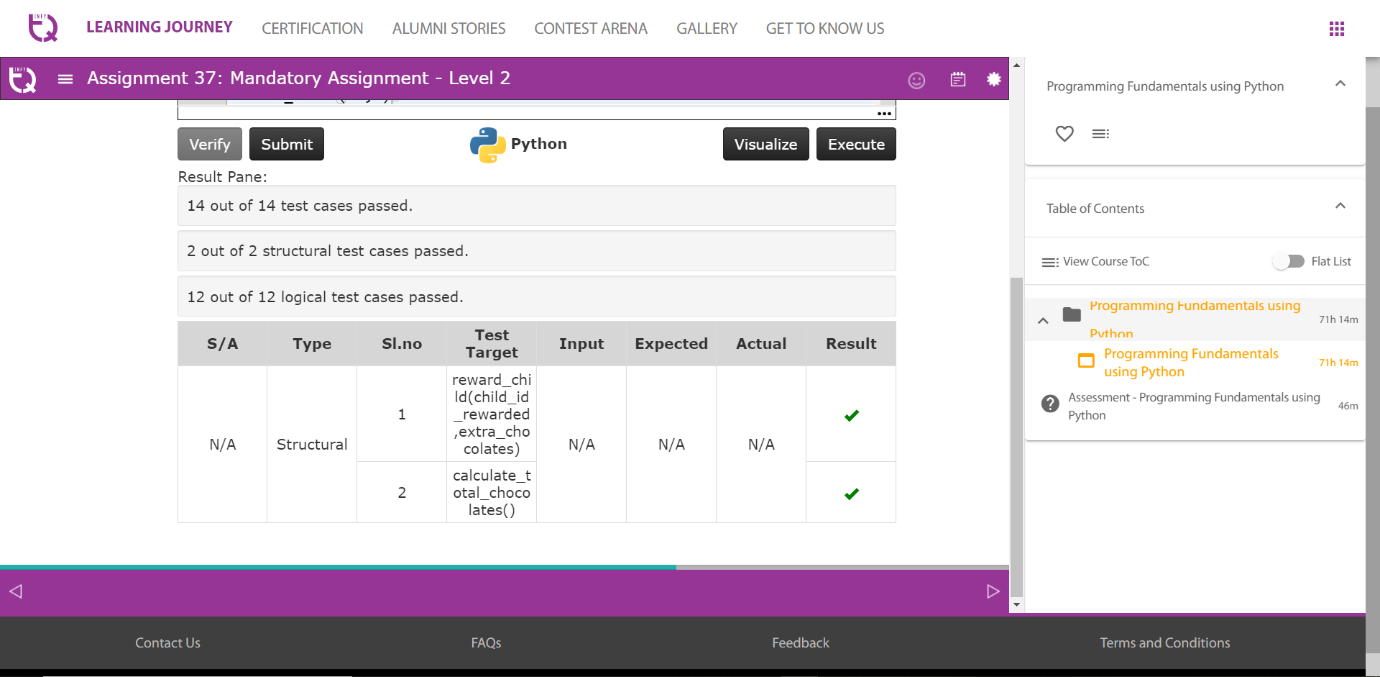 INFY
TQ
LEARNING JOURNEY
CERTIFICATION
ALUMNI STORIES
CONTEST ARENA
GALLERY
GET TO KNOW US
INFY
TQ
Assignment 37: Mandatory Assignment - Level 2
Verify
Submit
Python
Visualize
Execute
Result Pane:
14 out of 14 test cases passed.
2 out of 2 structural test cases passed.
12 out of 12 logical test cases passed.
S/A
Type
Sl.no
Test
Target
Input
Expected
Actual
Result
N/A
Structural
1
reward_chi
ld(child_id
_rewarded
,extra_cho
colates)
N/A
N/A
N/A
2
calculate_t
otal_choco
lates()
Programming Fundamentals using Python
Table of Contents
View Course ToC
Flat List
Programming Fundamentals using
Python
71h 14m
Programming Fundamentals
using Python
71h 14m
Assessment - Programming Fundamentals using
Python
46m
Contact Us
FAQs
Feedback
Terms and Conditions